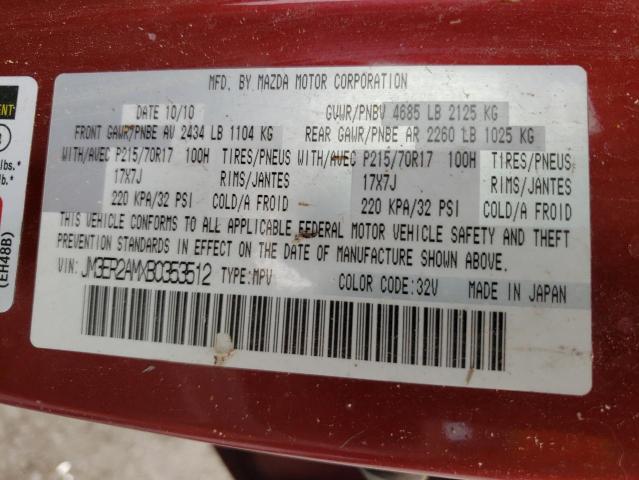 MFD. BY MAZDA MOTOR CORPORATION
DATE 10/10 GVWR/PNBV 4685 LB 2125 KG
FRONT GAWR/PNBE AV 2434 LB 1104 KG REAR GAWR/PNBE AR 2260 LB 1025 KG
WITH/AVEC P215/70R17 100H TIRES/PNEUS WITH/AVEC P215/70R17 100H TIRES/PNEUS
17X7J RIMS/JANTES 17X7J RIMS/JANTES
220 KPA/32 PSI COLD/A FROID 220 KPA/32 PSI COLD/A FROID
THIS VEHICLE CONFORMS TO ALL APPLICABLE FEDERAL MOTOR VEHICLE SAFETY AND THEFT
PREVENTION STANDARDS IN EFFECT ON THE DATE OF MANUFACTURE SHOWN ABOVE.
VIN: JM3ER2AMXB0353512 TYPE:MPV COLOR CODE:32V MADE IN JAPAN
ENT
lbs.*
lb.*
(EH48B)